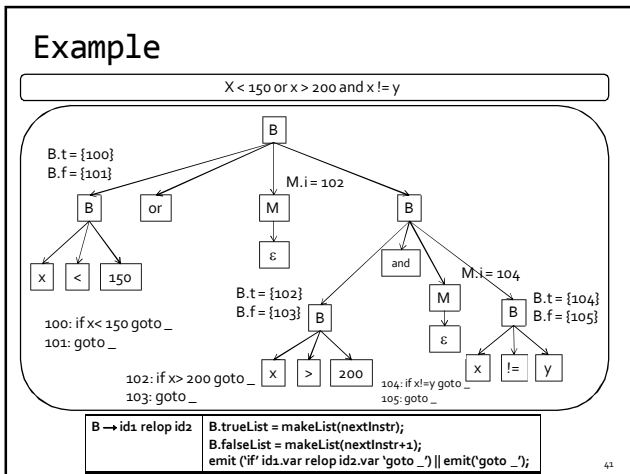 Example
X < 150 or x > 200 and x != y
B
B.t = {100}
B.f = {101}
M.i = 102
B
or
M
B
ε
x
<
150
and
M.i = 104
B.t = {102}
B.f = {103}
B
M
B
B.t = {104}
B.f = {105}
ε
100: if x< 150 goto _
101: goto _
x
>
200
x
!=
y
102: if x> 200 goto _
103: goto _
104: if x!=y goto _
105: goto _
B → id1 relop id2
B.trueList = makeList(nextInstr);
B.falseList = makeList(nextInstr+1);
emit ('if' id1.var relop id2.var 'goto _') || emit('goto _');
41